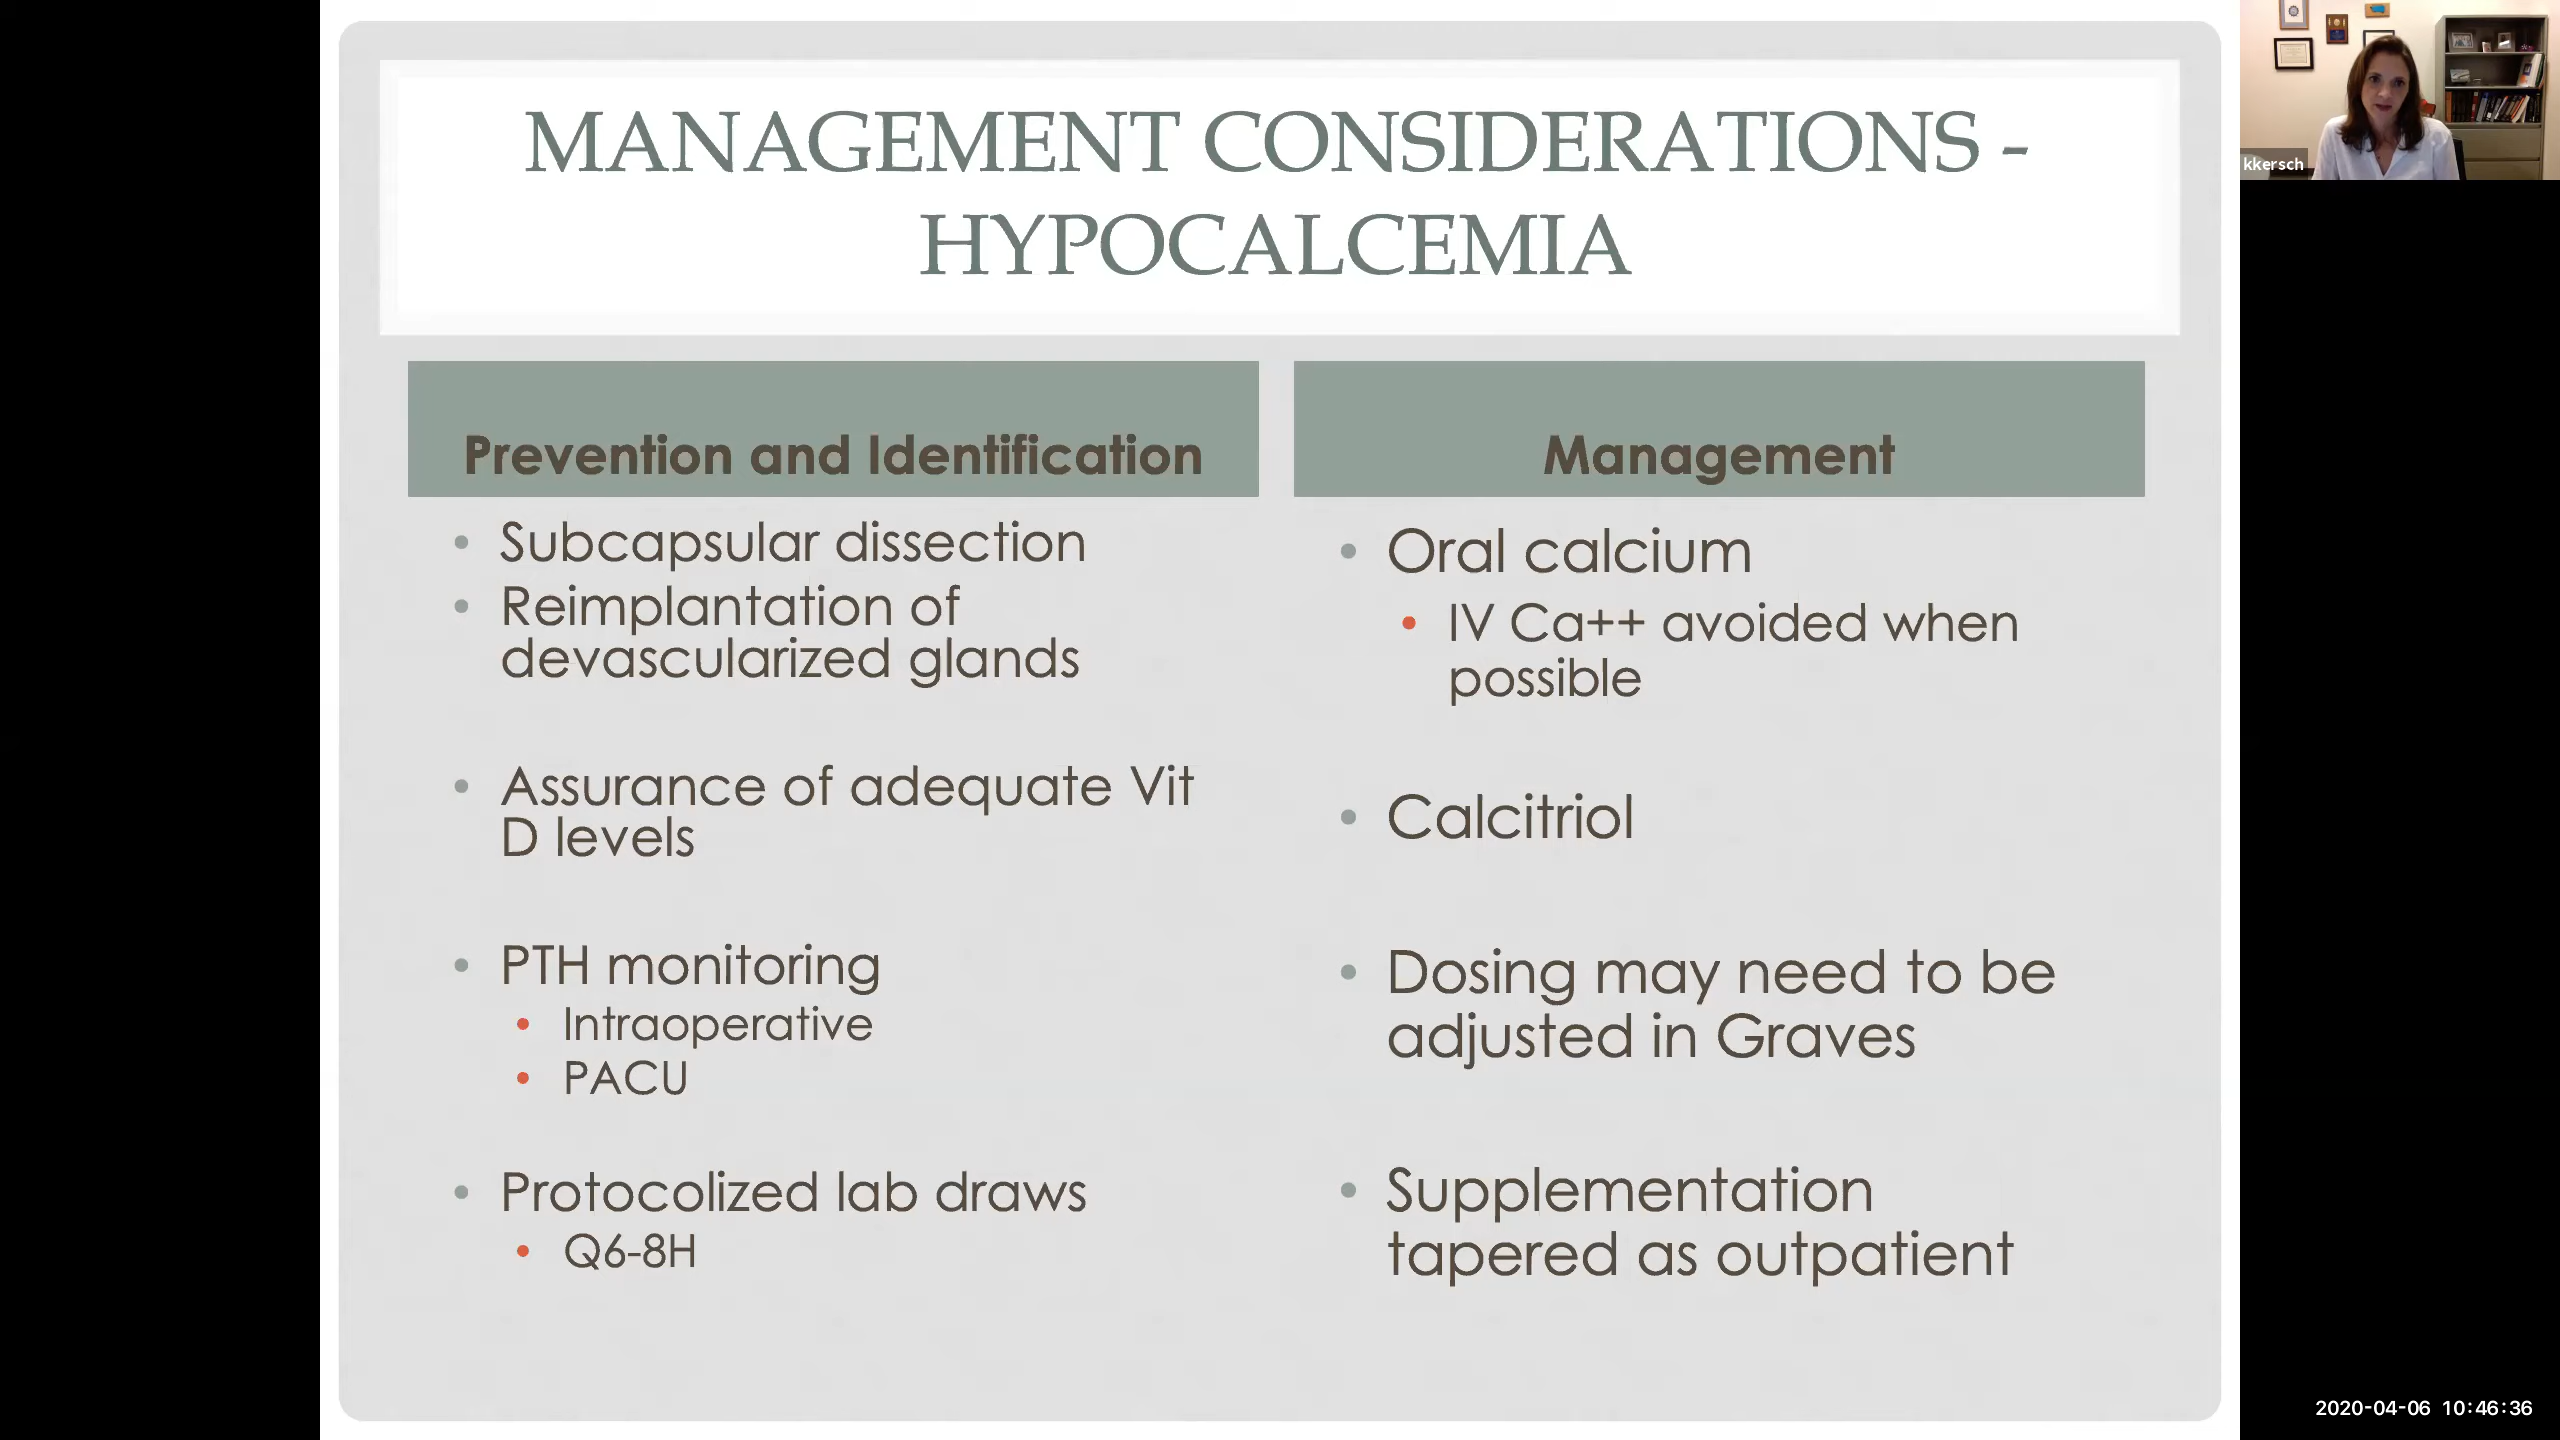 MANAGEMENT CONSIDERATIONS -
HYPOCALCEMIA
Prevention and Identification
• Subcapsular dissection
• Reimplantation of
devascularized glands
• Assurance of adequate Vit
D levels
• PTH monitoring
• Intraoperative
• PACU
• Protocolized lab draws
• Q6-8H
Management
• Oral calcium
• IV Ca++ avoided when
possible
• Calcitriol
• Dosing may need to be
adjusted in Graves
• Supplementation
tapered as outpatient
kkersch
2020-04-06 10:46:36